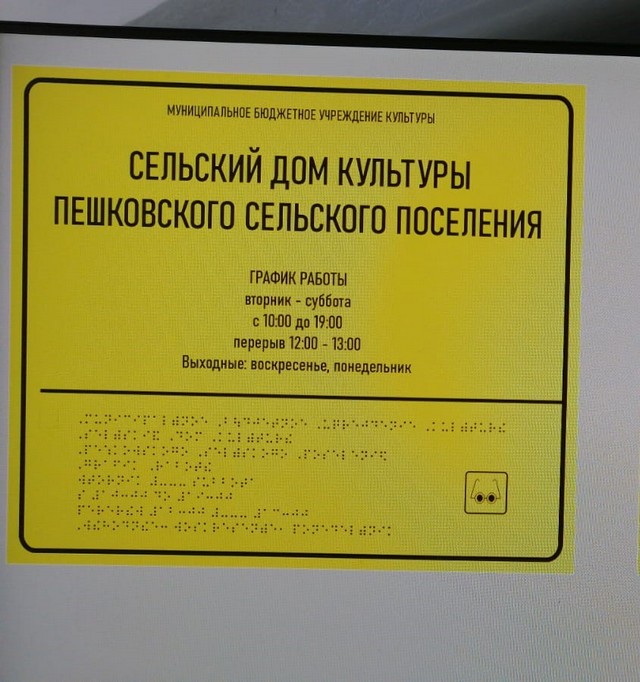 МУНИЦИПАЛЬНОЕ БЮДЖЕТНОЕ УЧРЕЖДЕНИЕ КУЛЬТУРЫ
СЕЛЬСКИЙ ДОМ КУЛЬТУРЫ
ПЕШКОВСКОГО СЕЛЬСКОГО ПОСЕЛЕНИЯ
ГРАФИК РАБОТЫ
вторник - суббота
с 10:00 до 19:00
перерыв 12:00 - 13:00
Выходные: воскресенье, понедельник